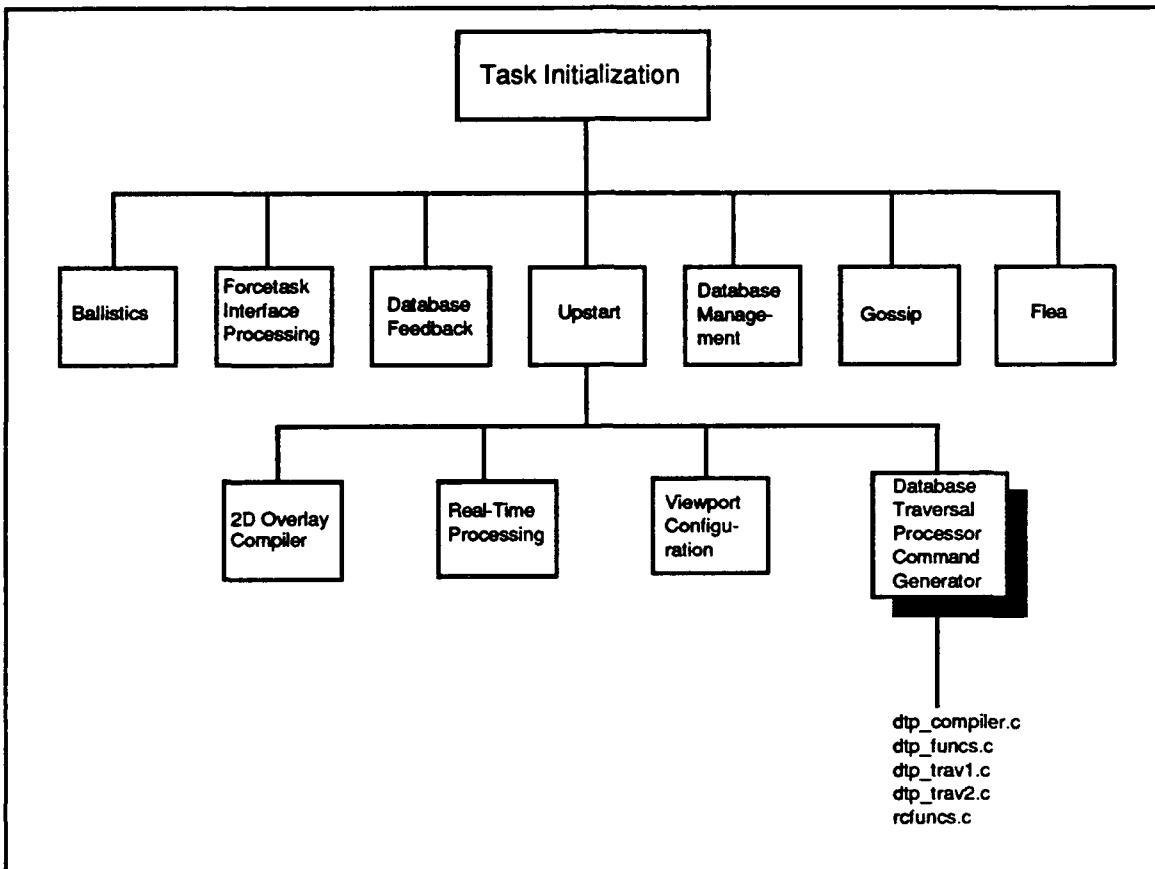 Task Initialization
Ballistics
Forcetask
Interface
Processing
Database
Feedback
Upstart
Database
Manage-
ment
Gossip
Flea
2D Overlay
Compiler
Real-Time
Processing
Viewport
Configu-
ration
Database
Traversal
Processor
Command
Generator
dtp_compiler.c
dtp_funcs.c
dtp_trav1.c
dtp_trav2.c
rcfuncs.c